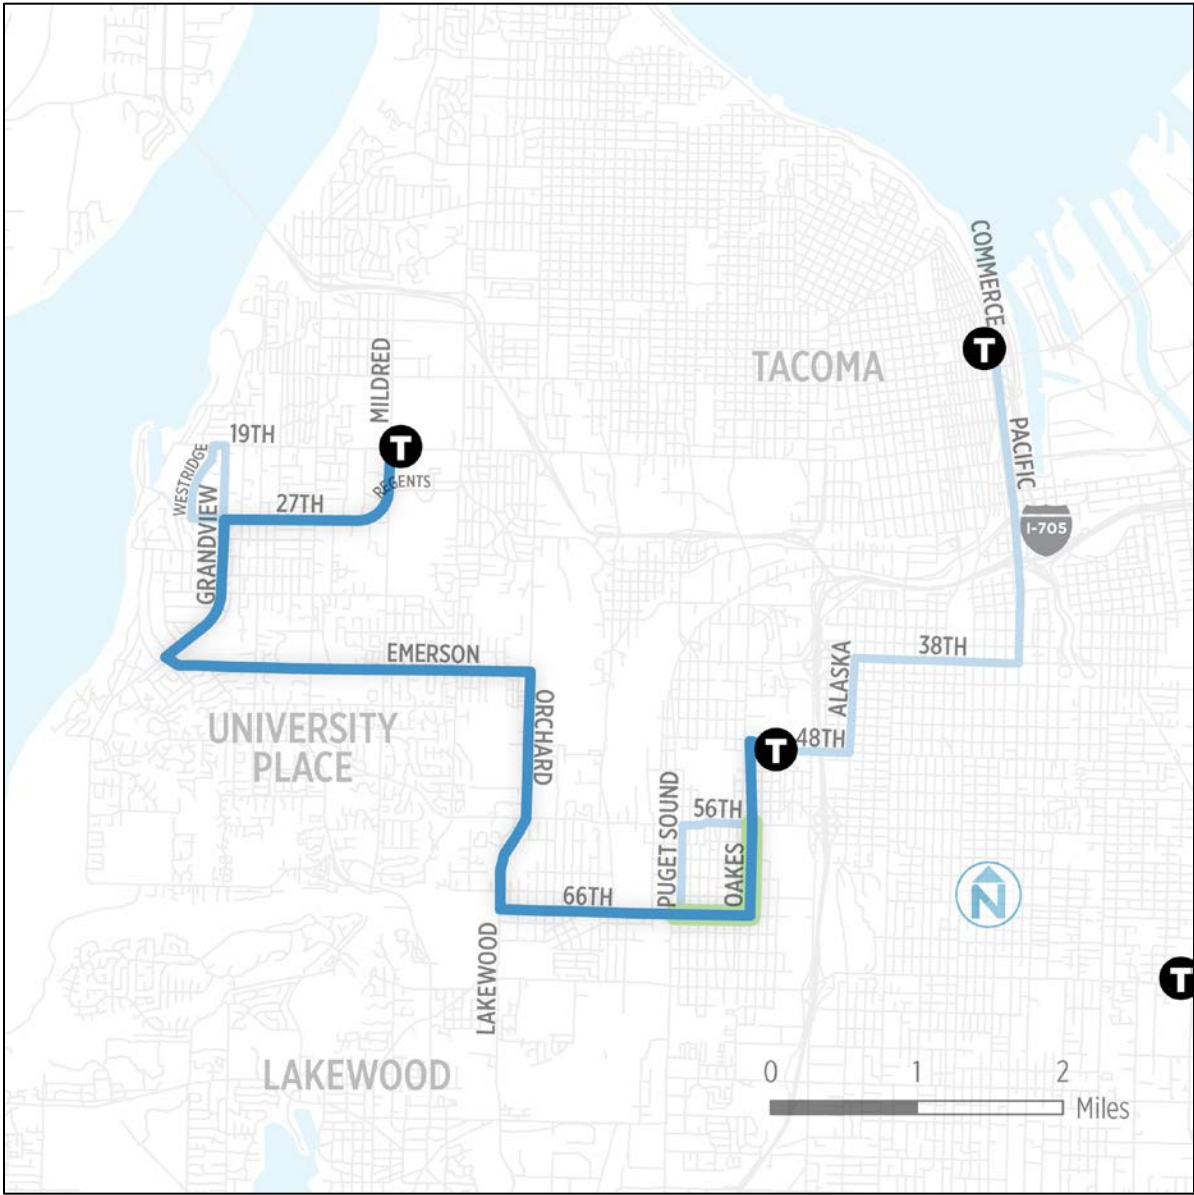 COMMERCE
T
TACOMA
MILDRED
PACIFIC
19TH
T
WESTRIDGE
REGENTS
27TH
GRANDVIEW
I-705
EMERSON
38TH
ALASKA
ORCHARD
UNIVERSITY
PLACE
T
48TH
PUGET SOUND
56TH
OAKES
66TH
N
LAKEWOOD
T
LAKEWOOD
0 1 2
Miles